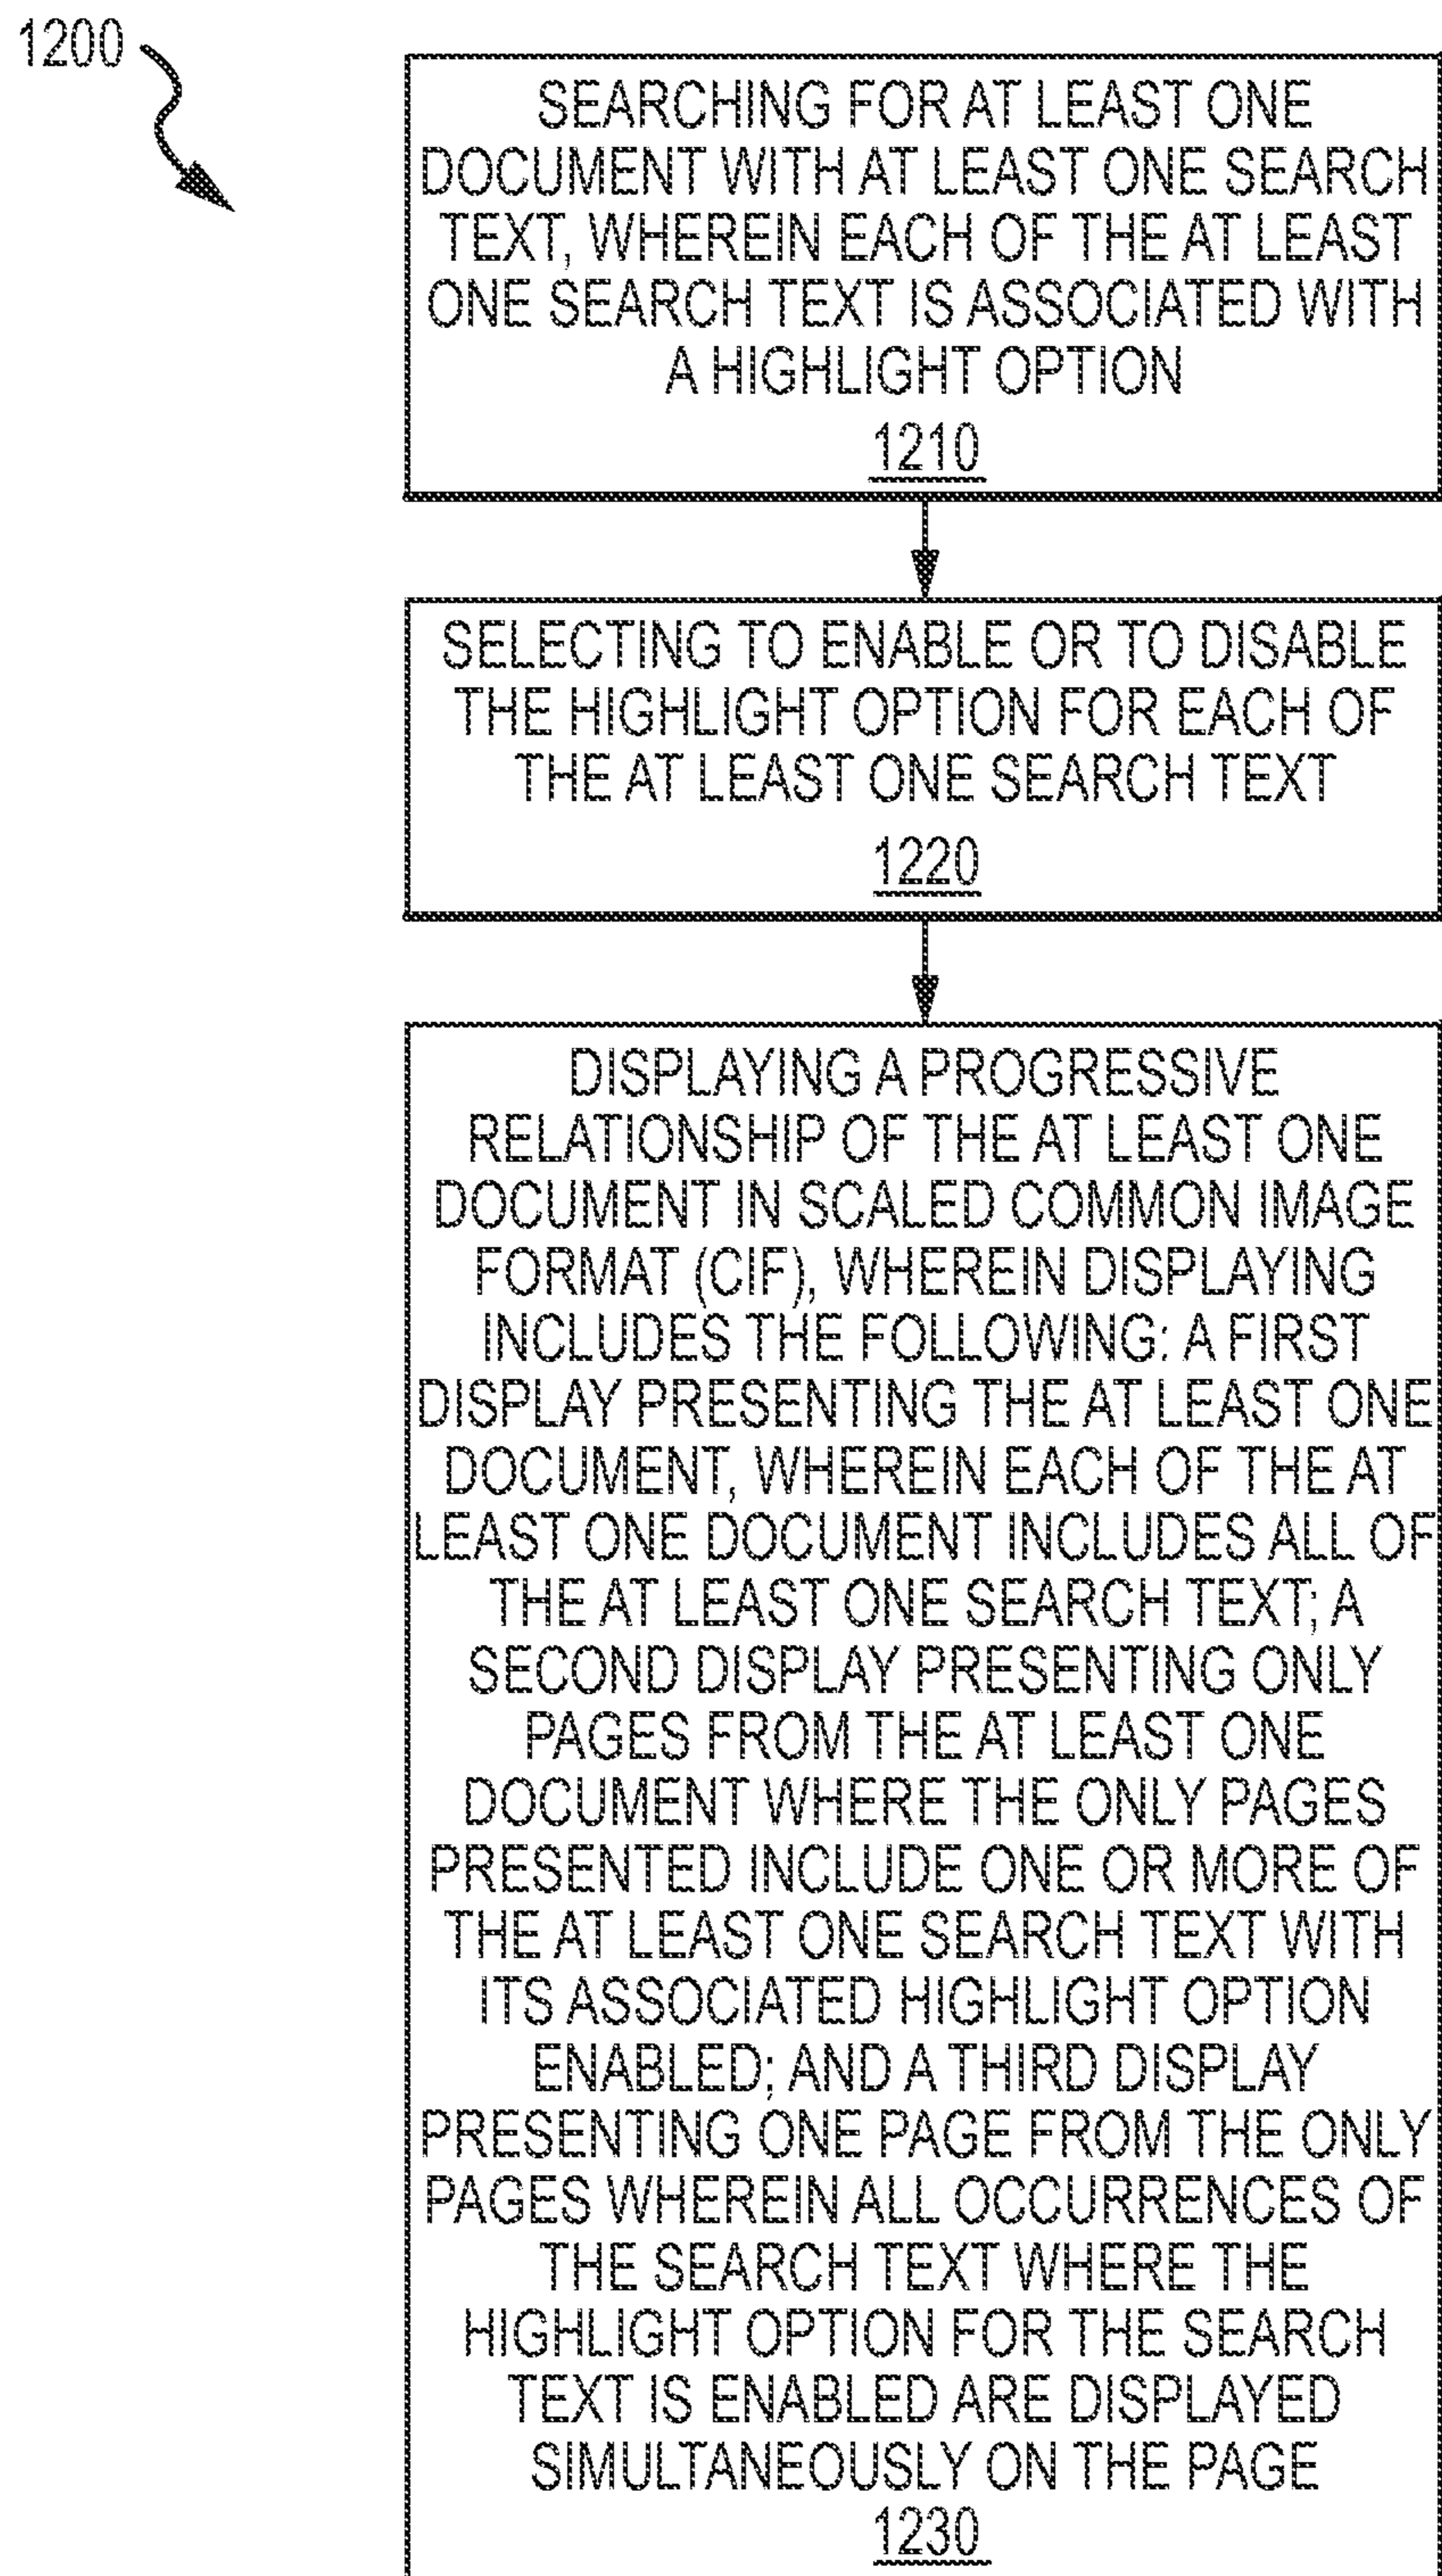 1200
SEARCHING FOR AT LEAST ONE
DOCUMENT WITH AT LEAST ONE SEARCH
TEXT, WHEREIN EACH OF THE AT LEAST
ONE SEARCH TEXT IS ASSOCIATED WITH
A HIGHLIGHT OPTION
1210
SELECTING TO ENABLE OR TO DISABLE
THE HIGHLIGHT OPTION FOR EACH OF
THE AT LEAST ONE SEARCH TEXT
1220
DISPLAYING A PROGRESSIVE
RELATIONSHIP OF THE AT LEAST ONE
DOCUMENT IN SCALED COMMON IMAGE
FORMAT (CIF), WHEREIN DISPLAYING
INCLUDES THE FOLLOWING: A FIRST
DISPLAY PRESENTING THE AT LEAST ONE
DOCUMENT, WHEREIN EACH OF THE AT
LEAST ONE DOCUMENT INCLUDES ALL OF
THE AT LEAST ONE SEARCH TEXT; A
SECOND DISPLAY PRESENTING ONLY
PAGES FROM THE AT LEAST ONE
DOCUMENT WHERE THE ONLY PAGES
PRESENTED INCLUDE ONE OR MORE OF
THE AT LEAST ONE SEARCH TEXT WITH
ITS ASSOCIATED HIGHLIGHT OPTION
ENABLED; AND A THIRD DISPLAY
PRESENTING ONE PAGE FROM THE ONLY
PAGES WHEREIN ALL OCCURRENCES OF
THE SEARCH TEXT WHERE THE
HIGHLIGHT OPTION FOR THE SEARCH
TEXT IS ENABLED ARE DISPLAYED
SIMULTANEOUSLY ON THE PAGE
1230